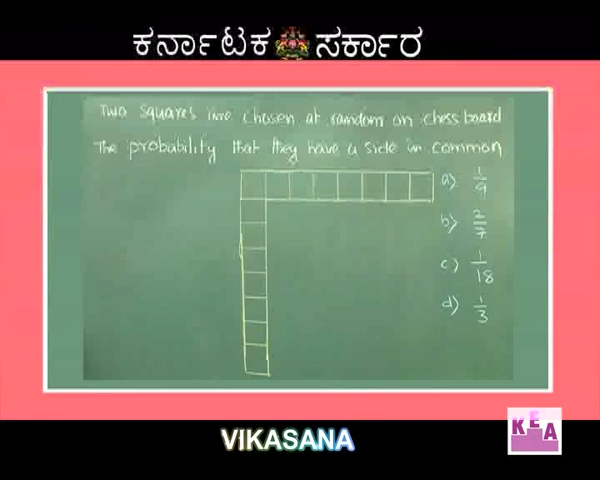 ಕರ್ನಾಟಕ ಸರ್ಕಾರ
Two squares are chosen at random on chess board
The probability that they have a side in common
a) 1/9
b) 2/7
c) 1/18
d) 1/3
KEA
VIKASANA